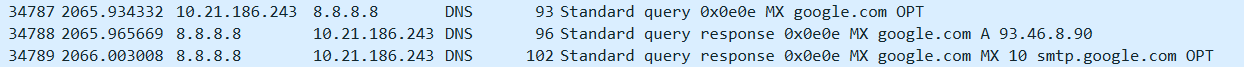 34787 2065.934332 10.21.186.243 8.8.8.8 DNS 93 Standard query 0x0e0e MX google.com OPT
34788 2065.965669 8.8.8.8 10.21.186.243 DNS 96 Standard query response 0x0e0e MX google.com A 93.46.8.90
34789 2066.003008 8.8.8.8 10.21.186.243 DNS 102 Standard query response 0x0e0e MX google.com MX 10 smtp.google.com OPT